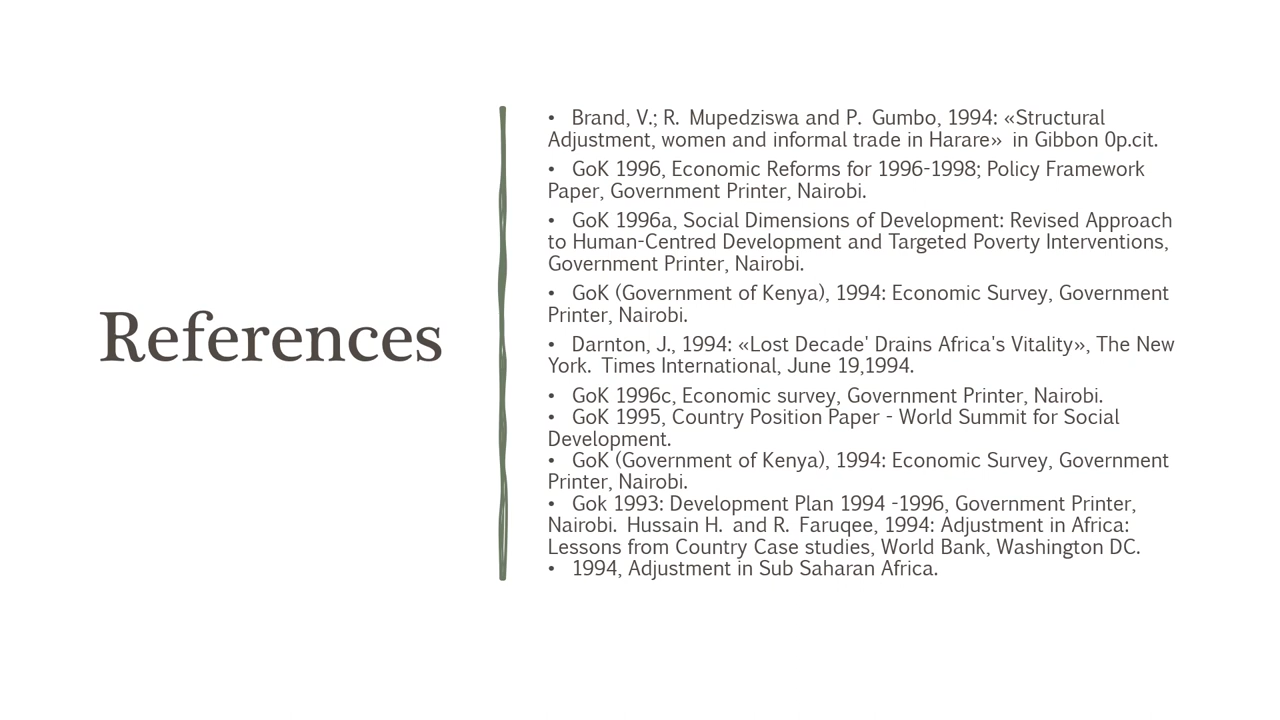 References
• Brand, V.; R. Mupedziswa and P. Gumbo, 1994: «Structural
Adjustment, women and informal trade in Harare» in Gibbon 0p.cit.
• GoK 1996, Economic Reforms for 1996-1998; Policy Framework
Paper, Government Printer, Nairobi.
• GoK 1996a, Social Dimensions of Development: Revised Approach
to Human-Centred Development and Targeted Poverty Interventions,
Government Printer, Nairobi.
• GoK (Government of Kenya), 1994: Economic Survey, Government
Printer, Nairobi.
• Darnton, J., 1994: «Lost Decade' Drains Africa's Vitality», The New
York. Times International, June 19,1994.
• GoK 1996c, Economic survey, Government Printer, Nairobi.
• GoK 1995, Country Position Paper - World Summit for Social
Development.
• GoK (Government of Kenya), 1994: Economic Survey, Government
Printer, Nairobi.
• Gok 1993: Development Plan 1994 -1996, Government Printer,
Nairobi. Hussain H. and R. Faruqee, 1994: Adjustment in Africa:
Lessons from Country Case studies, World Bank, Washington DC.
• 1994, Adjustment in Sub Saharan Africa.